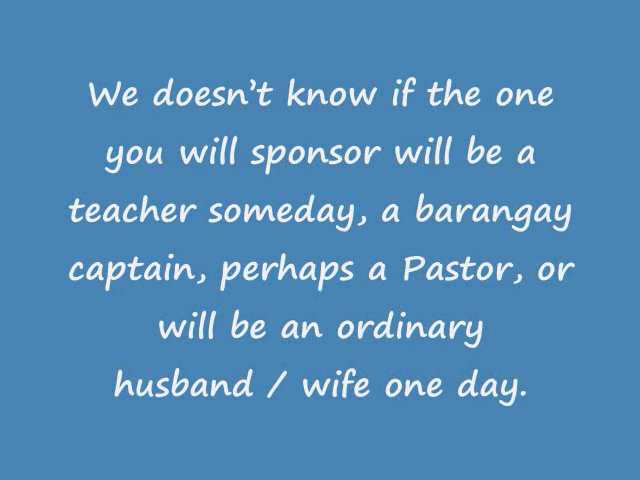 We doesn't know if the one
you will sponsor will be a
teacher someday, a barangay
captain, perhaps a Pastor, or
will be an ordinary
husband / wife one day.